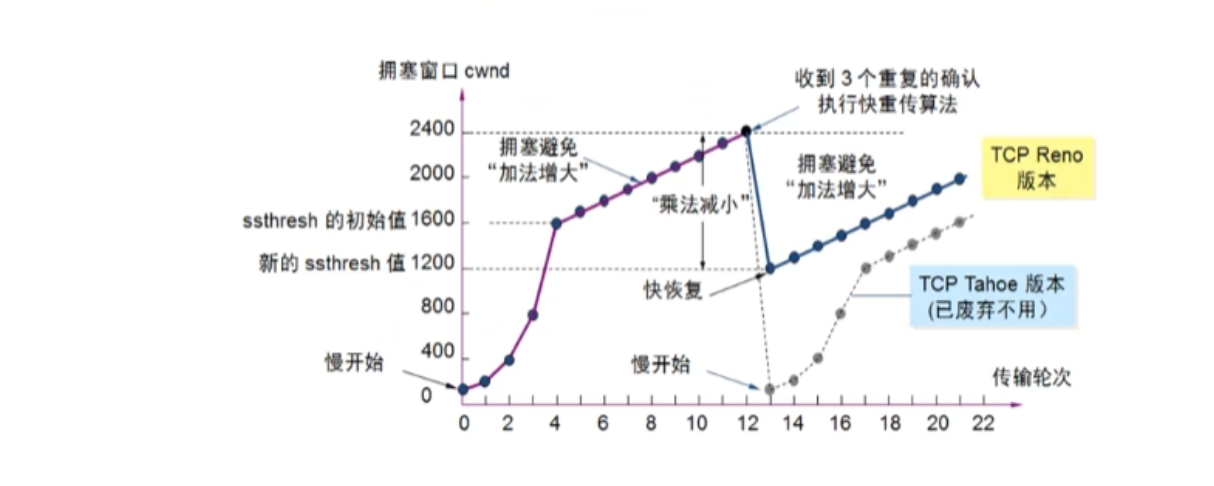 拥塞窗口 cwnd
收到 3 个重复的确认
执行快重传算法
2400
拥塞避免
“加法增大”
拥塞避免
“加法增大”
TCP Reno
版本
2000
“乘法减小”
ssthresh 的初始值 1600
新的 ssthresh 值 1200
快恢复
TCP Tahoe 版本
(已废弃不用）
800
400
慢开始
慢开始
传输轮次
0
0 2 4 6 8 10 12 14 16 18 20 22